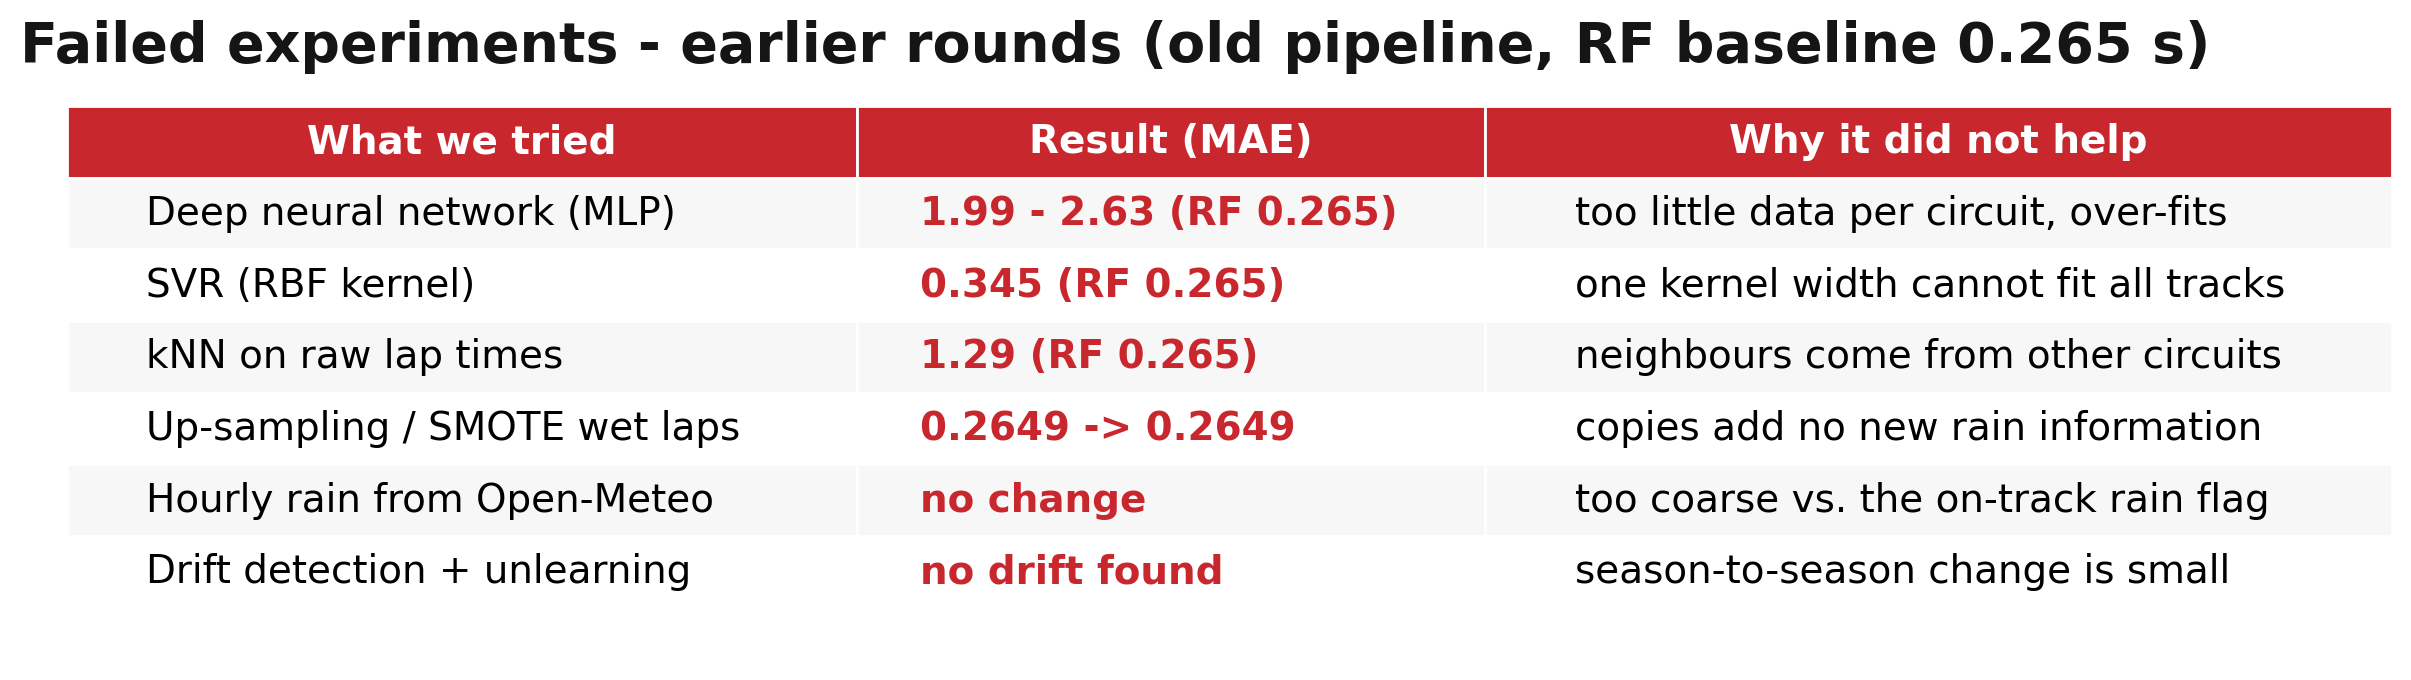 Failed experiments - earlier rounds (old pipeline, RF baseline 0.265 s)
What we tried Result (MAE) Why it did not help
Deep neural network (MLP) 1.99 - 2.63 (RF 0.265) too little data per circuit, over-fits
SVR (RBF kernel) 0.345 (RF 0.265) one kernel width cannot fit all tracks
kNN on raw lap times 1.29 (RF 0.265) neighbours come from other circuits
Up-sampling / SMOTE wet laps 0.2649 -> 0.2649 copies add no new rain information
Hourly rain from Open-Meteo no change too coarse vs. the on-track rain flag
Drift detection + unlearning no drift found season-to-season change is small